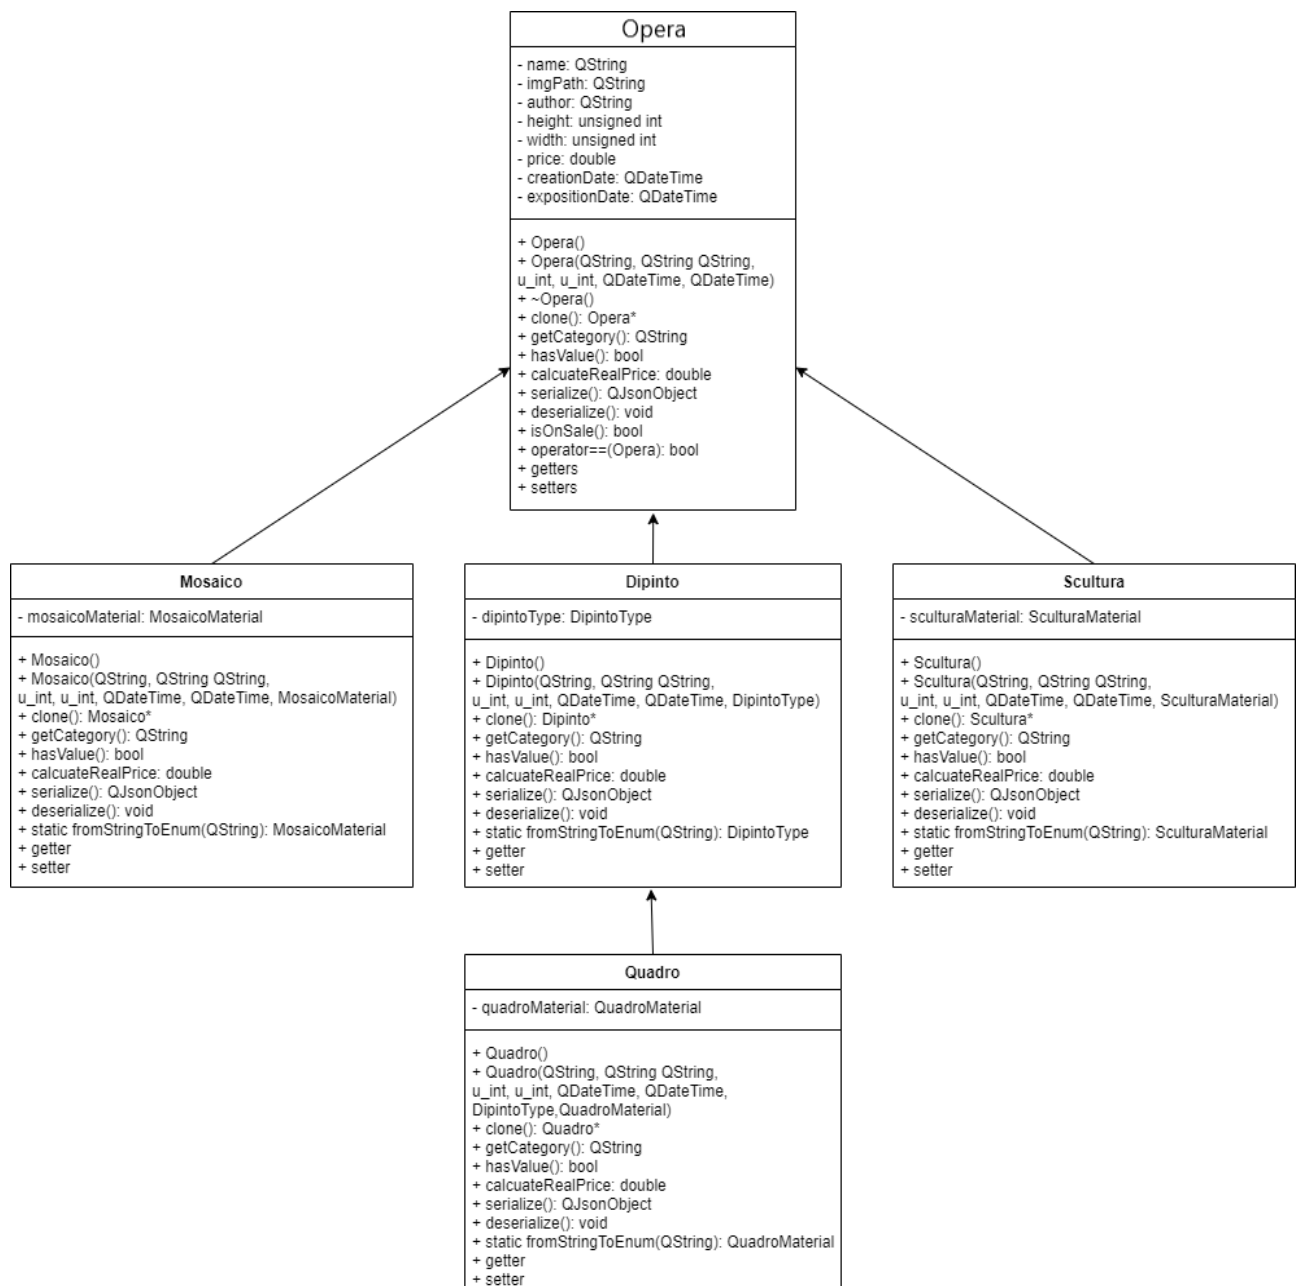 Opera
- name: QString
- imgPath: QString
- author: QString
- height: unsigned int
- width: unsigned int
- price: double
- creationDate: QDateTime
- expositionDate: QDateTime
+ Opera()
+ Opera(QString, QString QString,
u_int, u_int, QDateTime, QDateTime)
+ ~Opera()
+ clone(): Opera*
+ getCategory(): QString
+ hasValue(): bool
+ calcuateRealPrice: double
+ serialize(): QJsonObject
+ deserialize(): void
+ isOnSale(): bool
+ operator==(Opera): bool
+ getters
+ setters
Mosaico
- mosaicoMaterial: MosaicoMaterial
+ Mosaico()
+ Mosaico(QString, QString QString,
u_int, u_int, QDateTime, QDateTime, MosaicoMaterial)
+ clone(): Mosaico*
+ getCategory(): QString
+ hasValue(): bool
+ calcuateRealPrice: double
+ serialize(): QJsonObject
+ deserialize(): void
+ static fromStringToEnum(QString): MosaicoMaterial
+ getter
+ setter
Dipinto
- dipintoType: DipintoType
+ Dipinto()
+ Dipinto(QString, QString QString,
u_int, u_int, QDateTime, QDateTime, DipintoType)
+ clone(): Dipinto*
+ getCategory(): QString
+ hasValue(): bool
+ calcuateRealPrice: double
+ serialize(): QJsonObject
+ deserialize(): void
+ static fromStringToEnum(QString): DipintoType
+ getter
+ setter
Scultura
- sculturaMaterial: SculturaMaterial
+ Scultura()
+ Scultura(QString, QString QString,
u_int, u_int, QDateTime, QDateTime, SculturaMaterial)
+ clone(): Scultura*
+ getCategory(): QString
+ hasValue(): bool
+ calcuateRealPrice: double
+ serialize(): QJsonObject
+ deserialize(): void
+ static fromStringToEnum(QString): SculturaMaterial
+ getter
+ setter
Quadro
- quadroMaterial: QuadroMaterial
+ Quadro()
+ Quadro(QString, QString QString,
u_int, u_int, QDateTime, QDateTime,
DipintoType,QuadroMaterial)
+ clone(): Quadro*
+ getCategory(): QString
+ hasValue(): bool
+ calcuateRealPrice: double
+ serialize(): QJsonObject
+ deserialize(): void
+ static fromStringToEnum(QString): QuadroMaterial
+ getter
+ setter